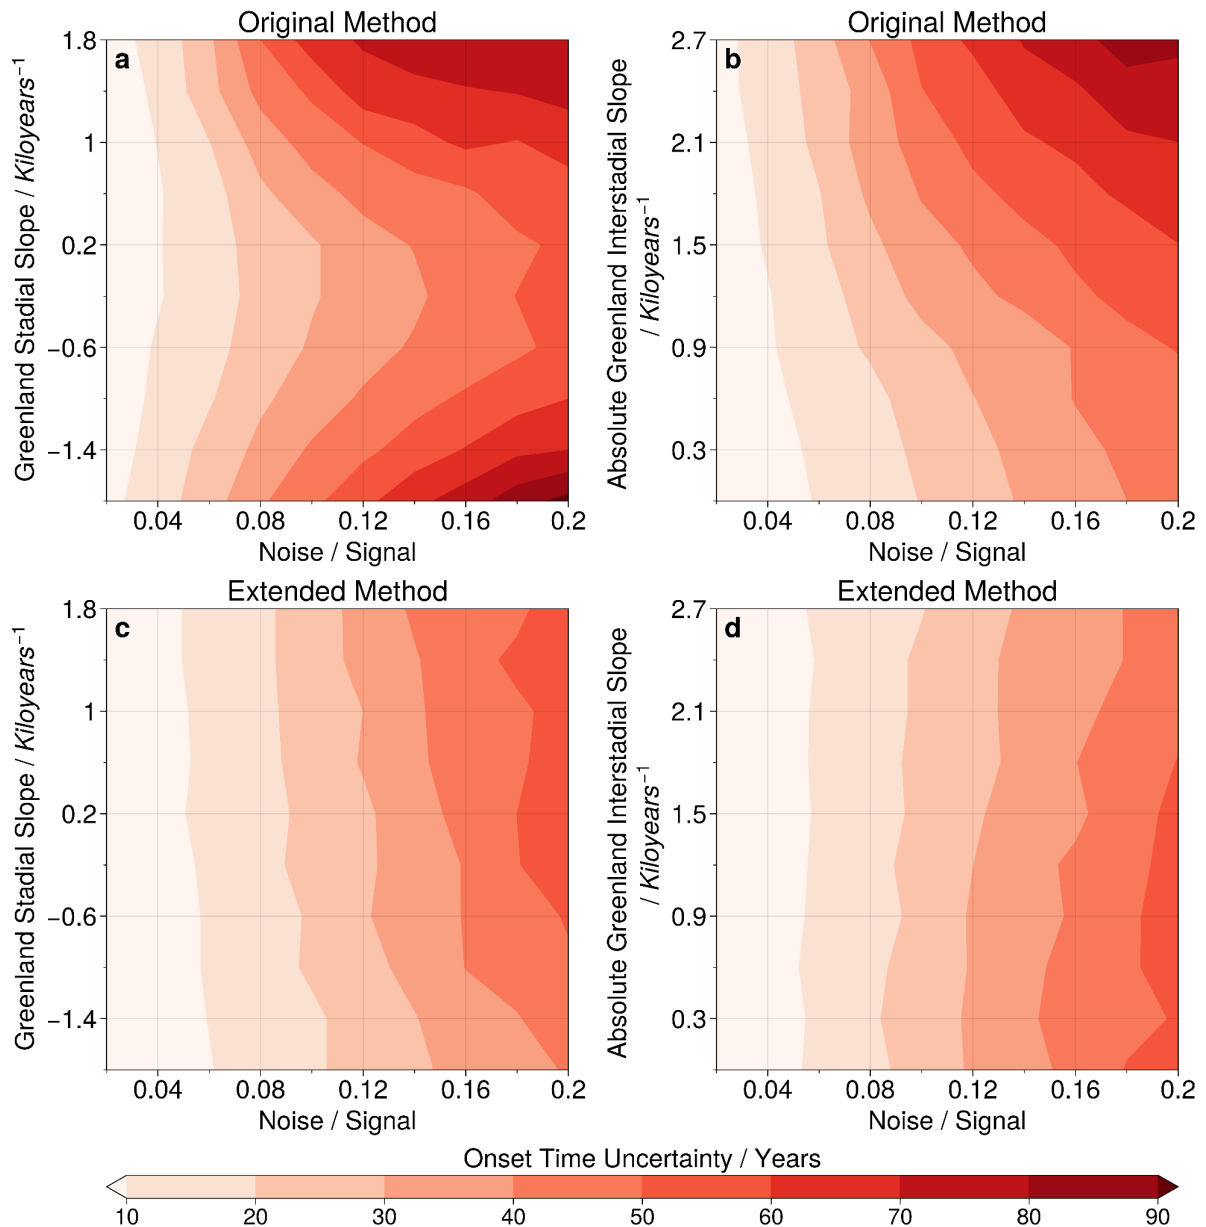 Original Method
a
1.8
1
0.2
−0.6
−1.4
Greenland Stadial Slope / Kiloyears⁻¹
0.04 0.08 0.12 0.16 0.2
Noise / Signal
Original Method
b
2.7
2.1
1.5
0.9
0.3
Absolute Greenland Interstadial Slope
/ Kiloyears⁻¹
0.04 0.08 0.12 0.16 0.2
Noise / Signal
Extended Method
c
1.8
1
0.2
−0.6
−1.4
Greenland Stadial Slope / Kiloyears⁻¹
0.04 0.08 0.12 0.16 0.2
Noise / Signal
Extended Method
d
2.7
2.1
1.5
0.9
0.3
Absolute Greenland Interstadial Slope
/ Kiloyears⁻¹
0.04 0.08 0.12 0.16 0.2
Noise / Signal
Onset Time Uncertainty / Years
10 20 30 40 50 60 70 80 90